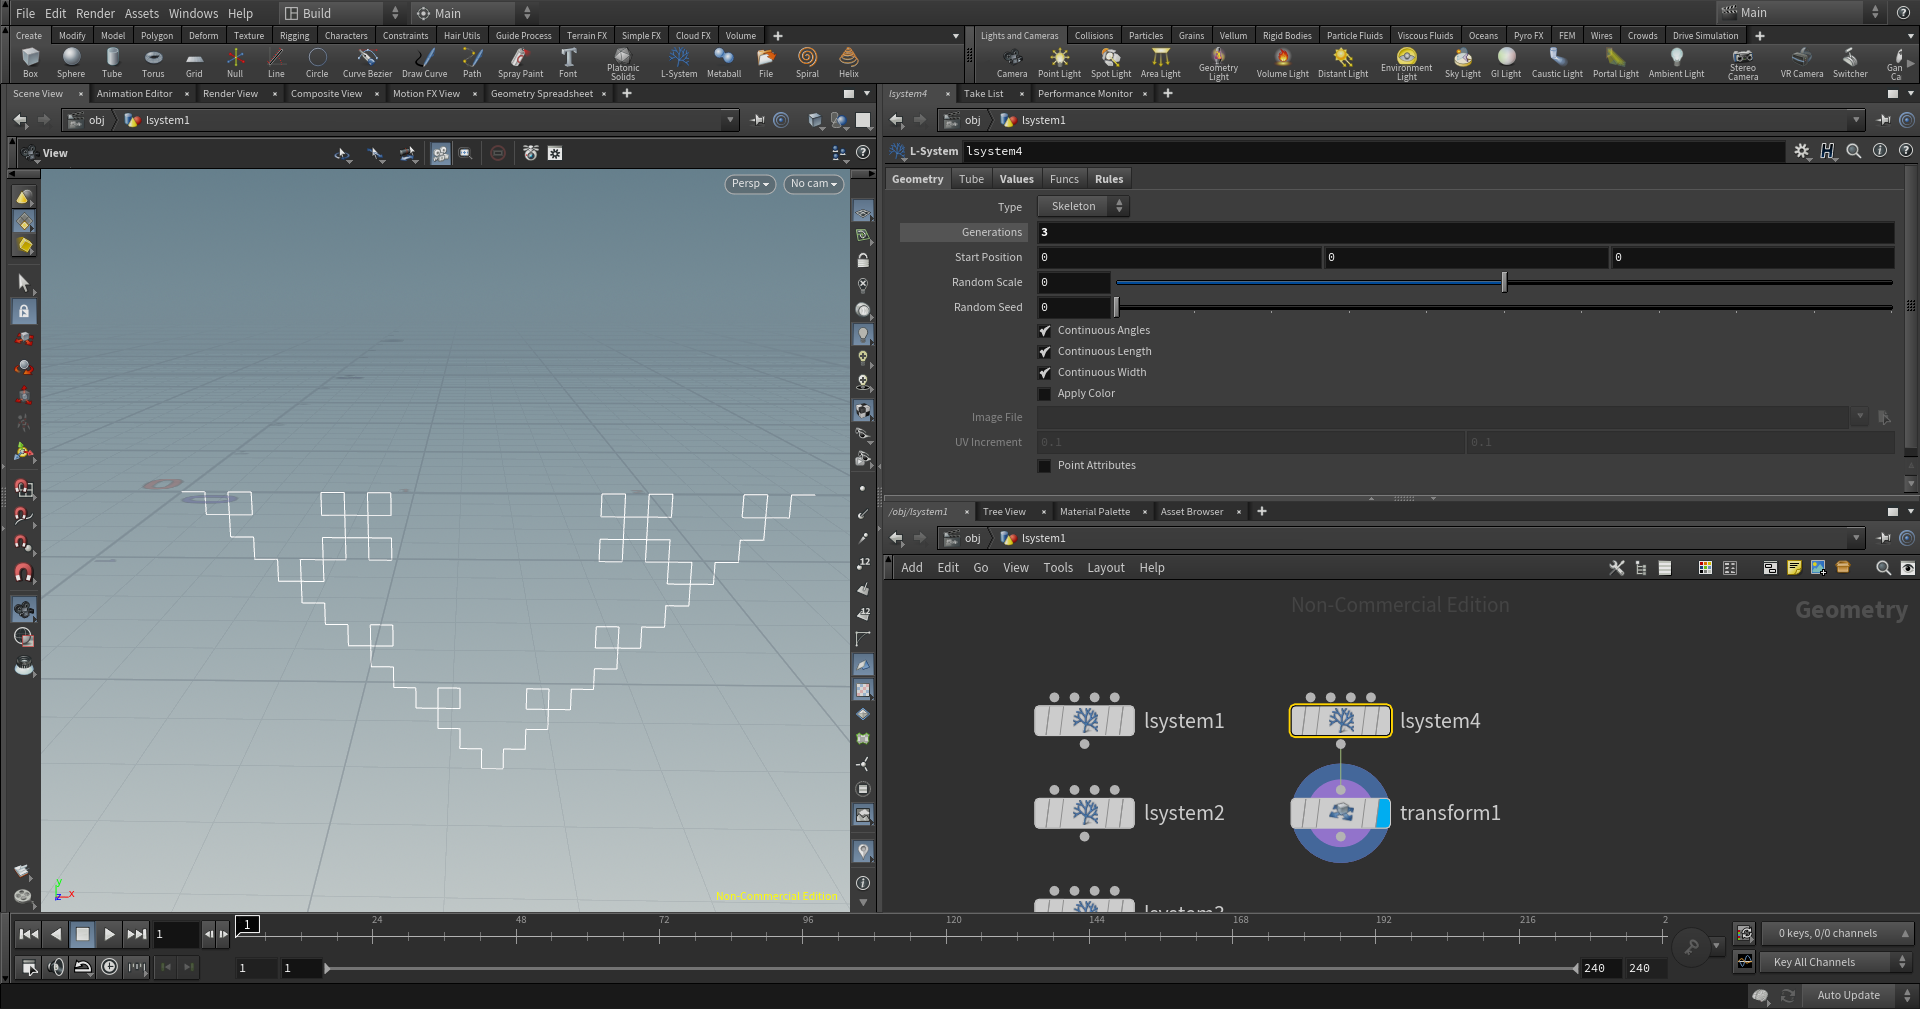 File Edit Render Assets Windows Help Build Main Main
Create Modify Model Polygon Deform Texture Rigging Characters Constraints Hair Utils Guide Process Terrain FX Simple FX Cloud FX Volume
Lights and Cameras Collisions Particles Grains Vellum Rigid Bodies Particle Fluids Viscous Fluids Oceans Pyro FX FEM Wires Crowds Drive Simulation
Box Sphere Tube Torus Grid Null Line Circle Curve Bezier Draw Curve Path Spray Paint Font Platonic Solids L-System Metaball File Spiral Helix
Camera Point Light Spot Light Area Light Geometry Light Volume Light Distant Light Environment Light Sky Light GI Light Caustic Light Portal Light Ambient Light Stereo Camera VR Camera Switcher Gan Ca
Scene View Animation Editor Render View Composite View Motion FX View Geometry Spreadsheet
lsystem4 Take List Performance Monitor
obj lsystem1
obj lsystem1
View
Persp No cam
L-System lsystem4
Geometry Tube Values Funcs Rules
Type Skeleton
Generations 3
Start Position 0 0 0
Random Scale 0
Random Seed 0
Continuous Angles
Continuous Length
Continuous Width
Apply Color
Image File
UV Increment 0.1 0.1
Point Attributes
/obj/lsystem1 Tree View Material Palette Asset Browser
obj lsystem1
Add Edit Go View Tools Layout Help
Non-Commercial Edition Geometry
lsystem1 lsystem4
lsystem2 transform1
12
12
y
x
z
Non-Commercial Edition
1 1 24 48 72 96 120 144 168 192 216 2
0 keys, 0/0 channels
1 1 240 240 Key All Channels
Auto Update